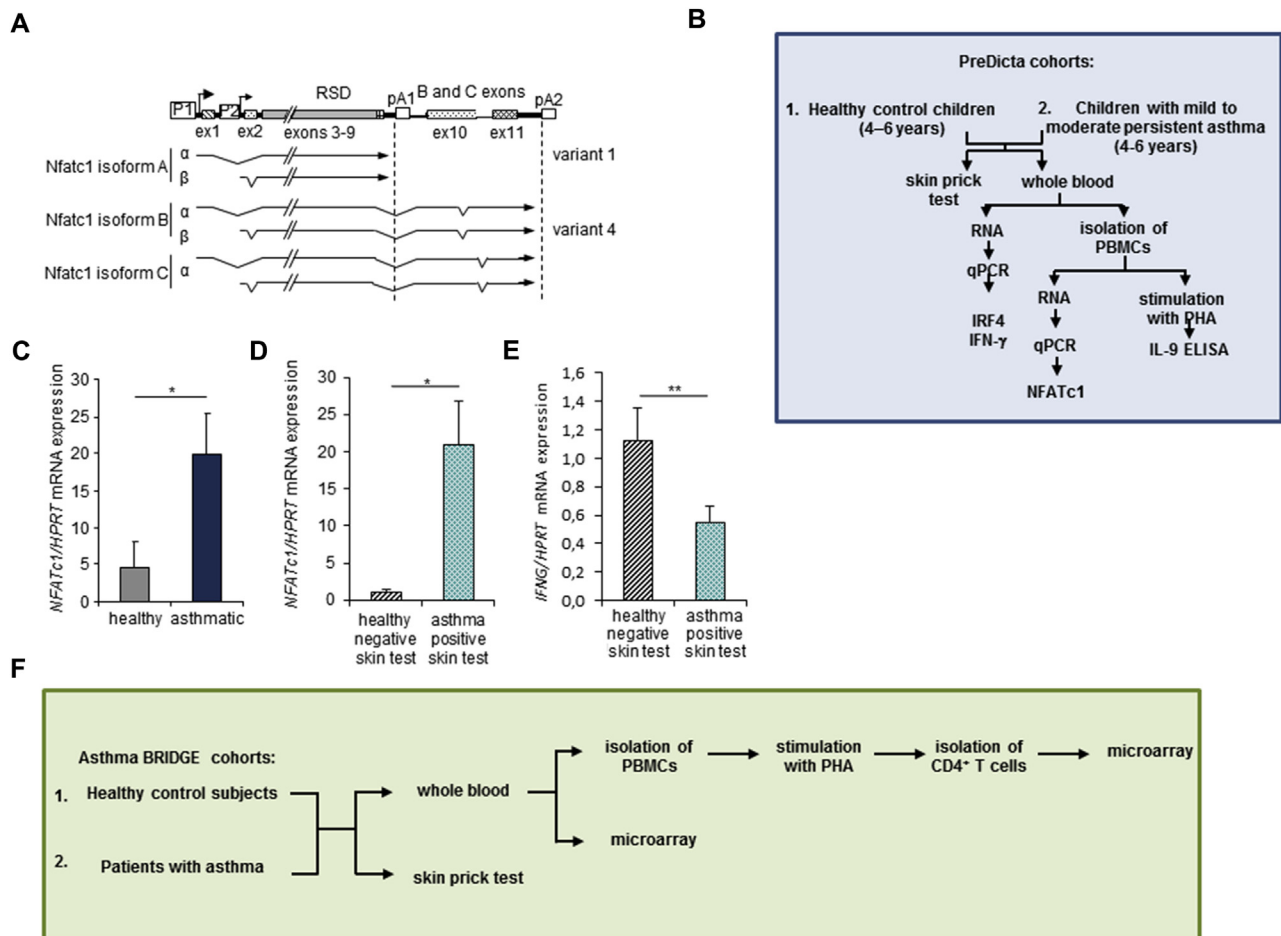 A
P1
P2
RSD
pA1
B and C exons
pA2
ex1
ex2
exons 3-9
ex10
ex11
Nfatc1 isoform A
α
β
variant 1
Nfatc1 isoform B
α
β
variant 4
Nfatc1 isoform C
α
B
PreDicta cohorts:
1. Healthy control children
(4–6 years)
2. Children with mild to
moderate persistent asthma
(4-6 years)
skin prick
test
whole blood
RNA
qPCR
IRF4
IFN-γ
isolation of
PBMCs
RNA
qPCR
NFATc1
stimulation
with PHA
IL-9 ELISA
C
NFATc1/HPRT mRNA expression
30
25
20
15
10
5
0
*
healthy
asthmatic
D
NFATc1/HPRT mRNA expression
30
25
20
15
10
5
0
*
healthy
negative
skin test
asthma
positive
skin test
E
IFNG/HPRT mRNA expression
1,6
1,4
1,2
1,0
0,8
0,6
0,4
0,2
0,0
**
healthy
negative
skin test
asthma
positive
skin test
F
Asthma BRIDGE cohorts:
1. Healthy control subjects
2. Patients with asthma
whole blood
skin prick test
isolation of
PBMCs
stimulation
with PHA
isolation of
CD4+ T cells
microarray
microarray